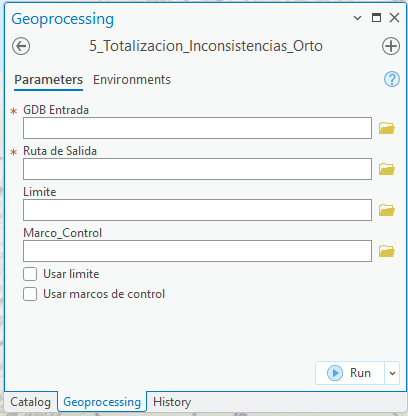 Geoprocessing
5_Totalizacion_Inconsistencias_Orto
Parameters Environments
?
* GDB Entrada
* Ruta de Salida
Limite
Marco_Control
Usar limite
Usar marcos de control
Run
Catalog Geoprocessing History